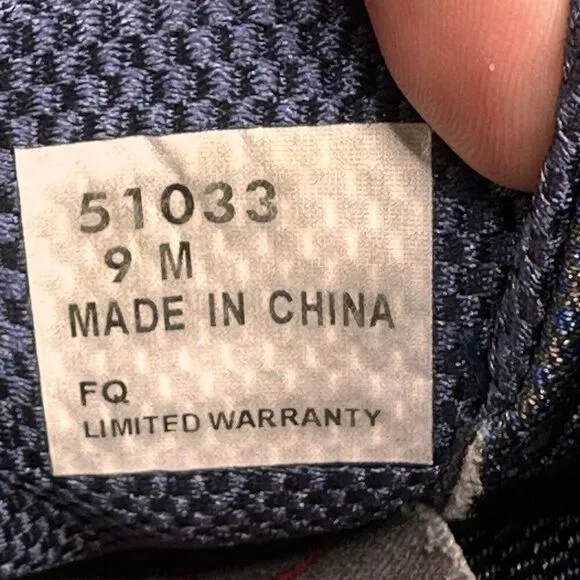 51033
9 M
MADE IN CHINA
FQ
LIMITED WARRANTY